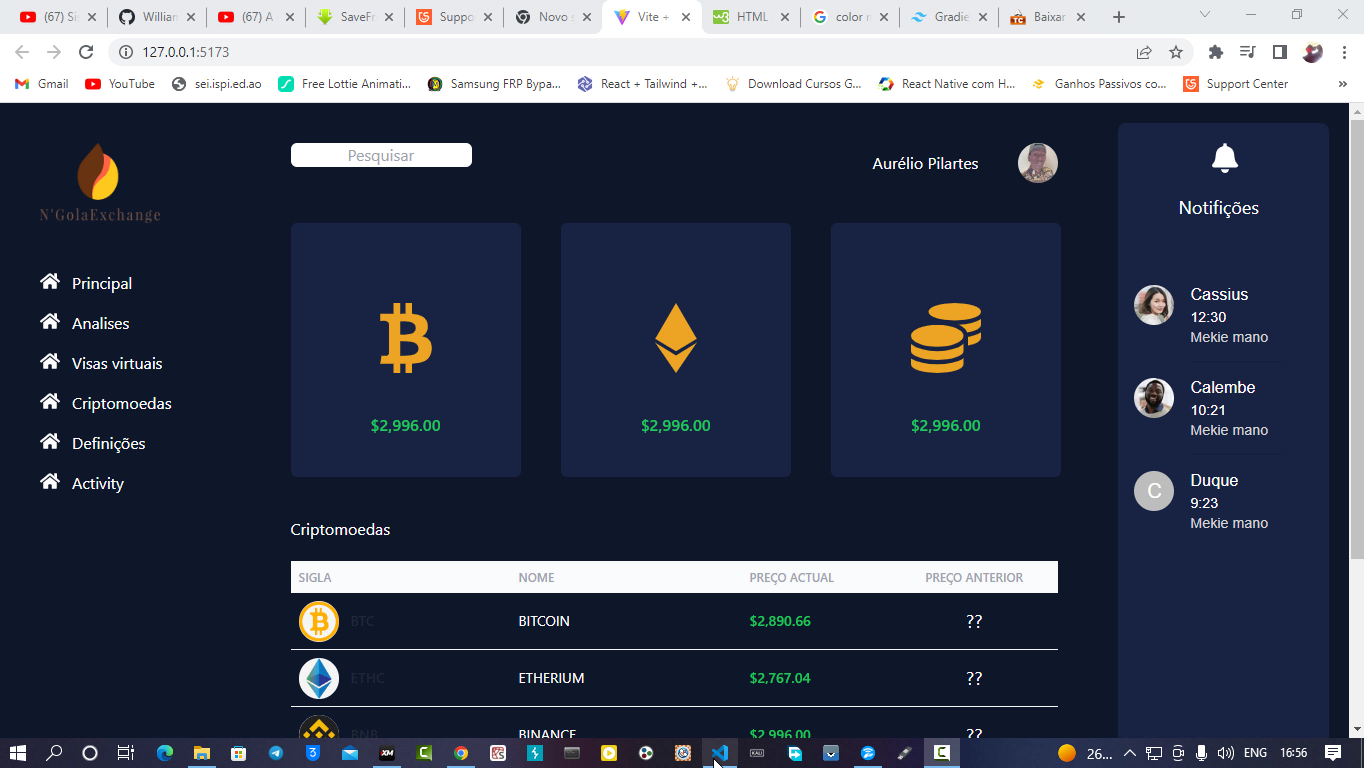 (67) Si
William
(67) A
SaveFr
Suppo
Novo s
Vite +
HTML
color n
Gradie
Baixar
127.0.0.1:5173
Gmail
YouTube
sei.ispi.ed.ao
Free Lottie Animati...
Samsung FRP Bypa...
React + Tailwind +...
Download Cursos G...
React Native com H...
Ganhos Passivos co...
Support Center
N'GolaExchange
Principal
Analises
Visas virtuais
Criptomoedas
Definições
Activity
Pesquisar
Aurélio Pilartes
$2,996.00
$2,996.00
$2,996.00
Criptomoedas
SIGLA NOME PREÇO ACTUAL PREÇO ANTERIOR
BTC BITCOIN $2,890.66 ??
ETHC ETHERIUM $2,767.04 ??
BNB BINANCE $2,996.00 ??
Notifições
Cassius
12:30
Mekie mano
Calembe
10:21
Mekie mano
C
Duque
9:23
Mekie mano
26...
ENG
16:56